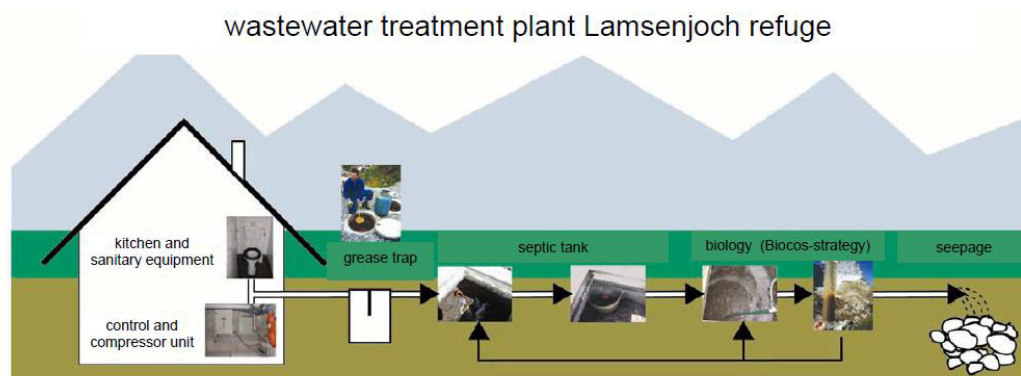 wastewater treatment plant Lamsenjoch refuge
kitchen and
sanitary equipment
grease trap
septic tank
biology (Biocos-strategy)
seepage
control and
compressor unit